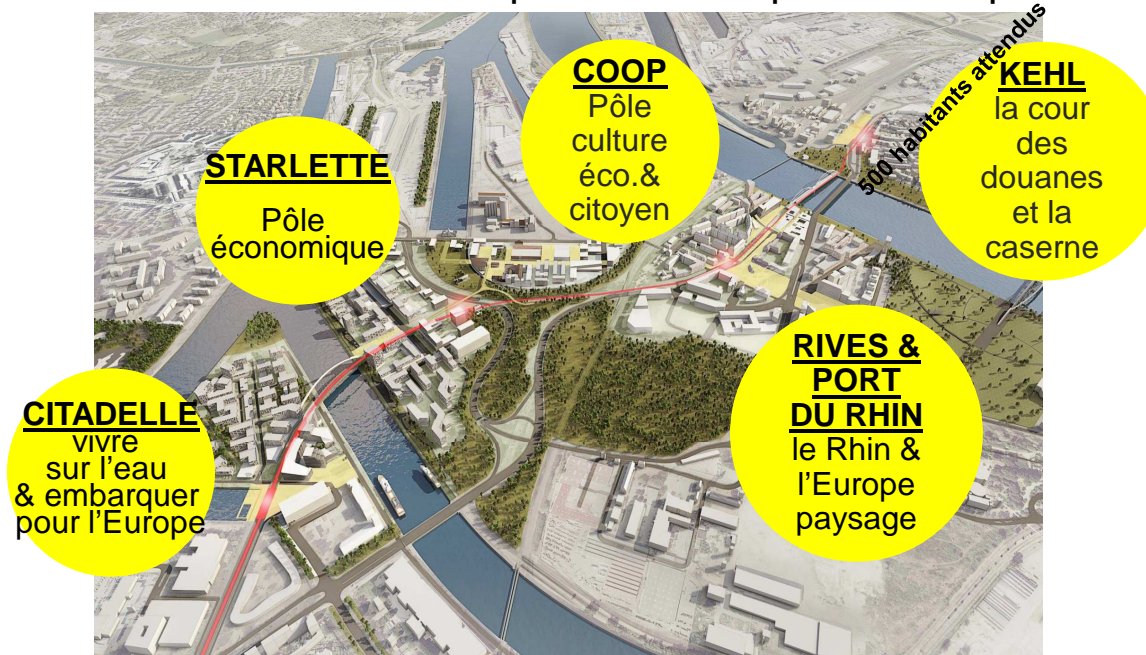 COOP
Pôle
culture
éco.&
citoyen
500 habitants attendus
KEHL
la cour
des
douanes
et la
caserne
STARLETTE
Pôle
économique
RIVES &
PORT
DU RHIN
le Rhin &
l'Europe
paysage
CITADELLE
vivre
sur l'eau
& embarquer
pour l'Europe